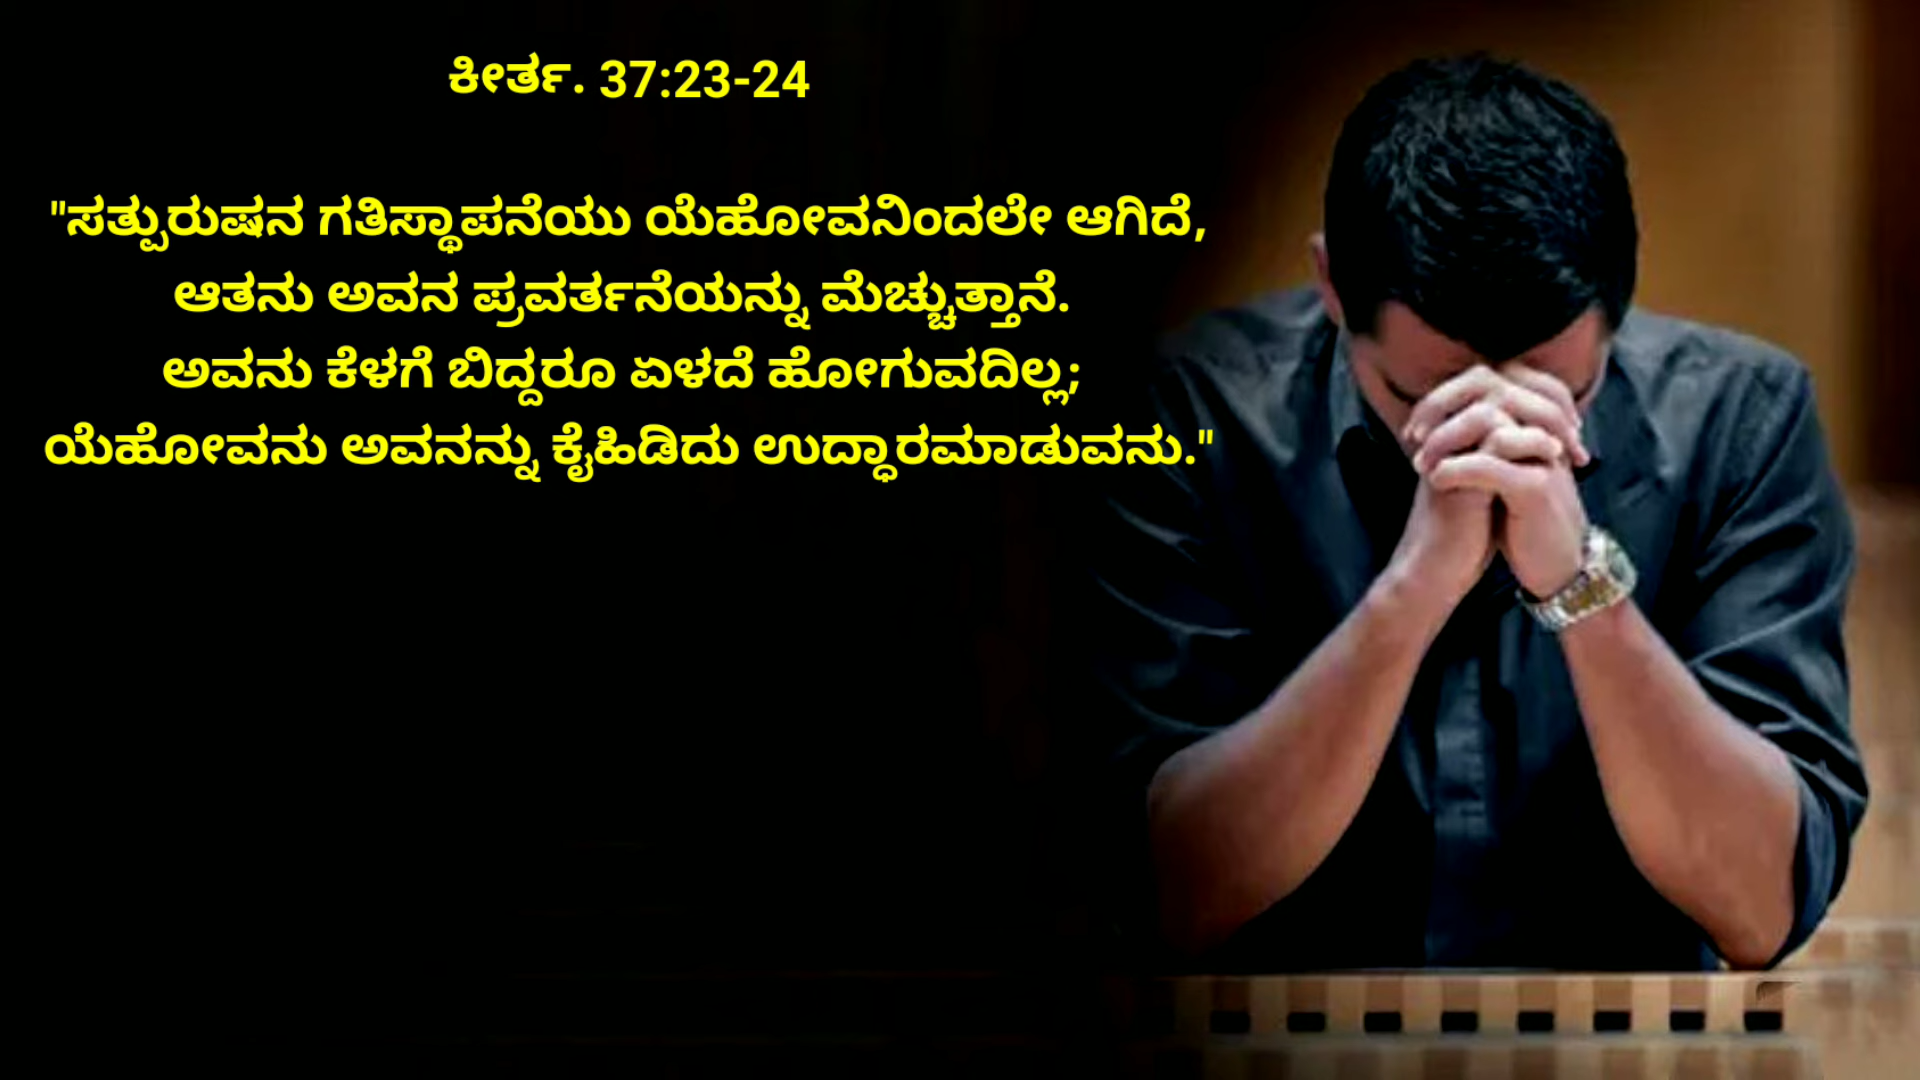 ಕೀರ್ತ. 37:23-24
"ಸತ್ಪುರುಷನ ಗತಿಸ್ಥಾಪನೆಯು ಯೆಹೋವನಿಂದಲೇ ಆಗಿದೆ,
ಆತನು ಅವನ ಪ್ರವರ್ತನೆಯನ್ನು ಮೆಚ್ಚುತ್ತಾನೆ.
ಅವನು ಕೆಳಗೆ ಬಿದ್ದರೂ ಏಳದೆ ಹೋಗುವದಿಲ್ಲ;
ಯೆಹೋವನು ಅವನನ್ನು ಕೈಹಿಡಿದು ಉದ್ಧಾರಮಾಡುವನು."